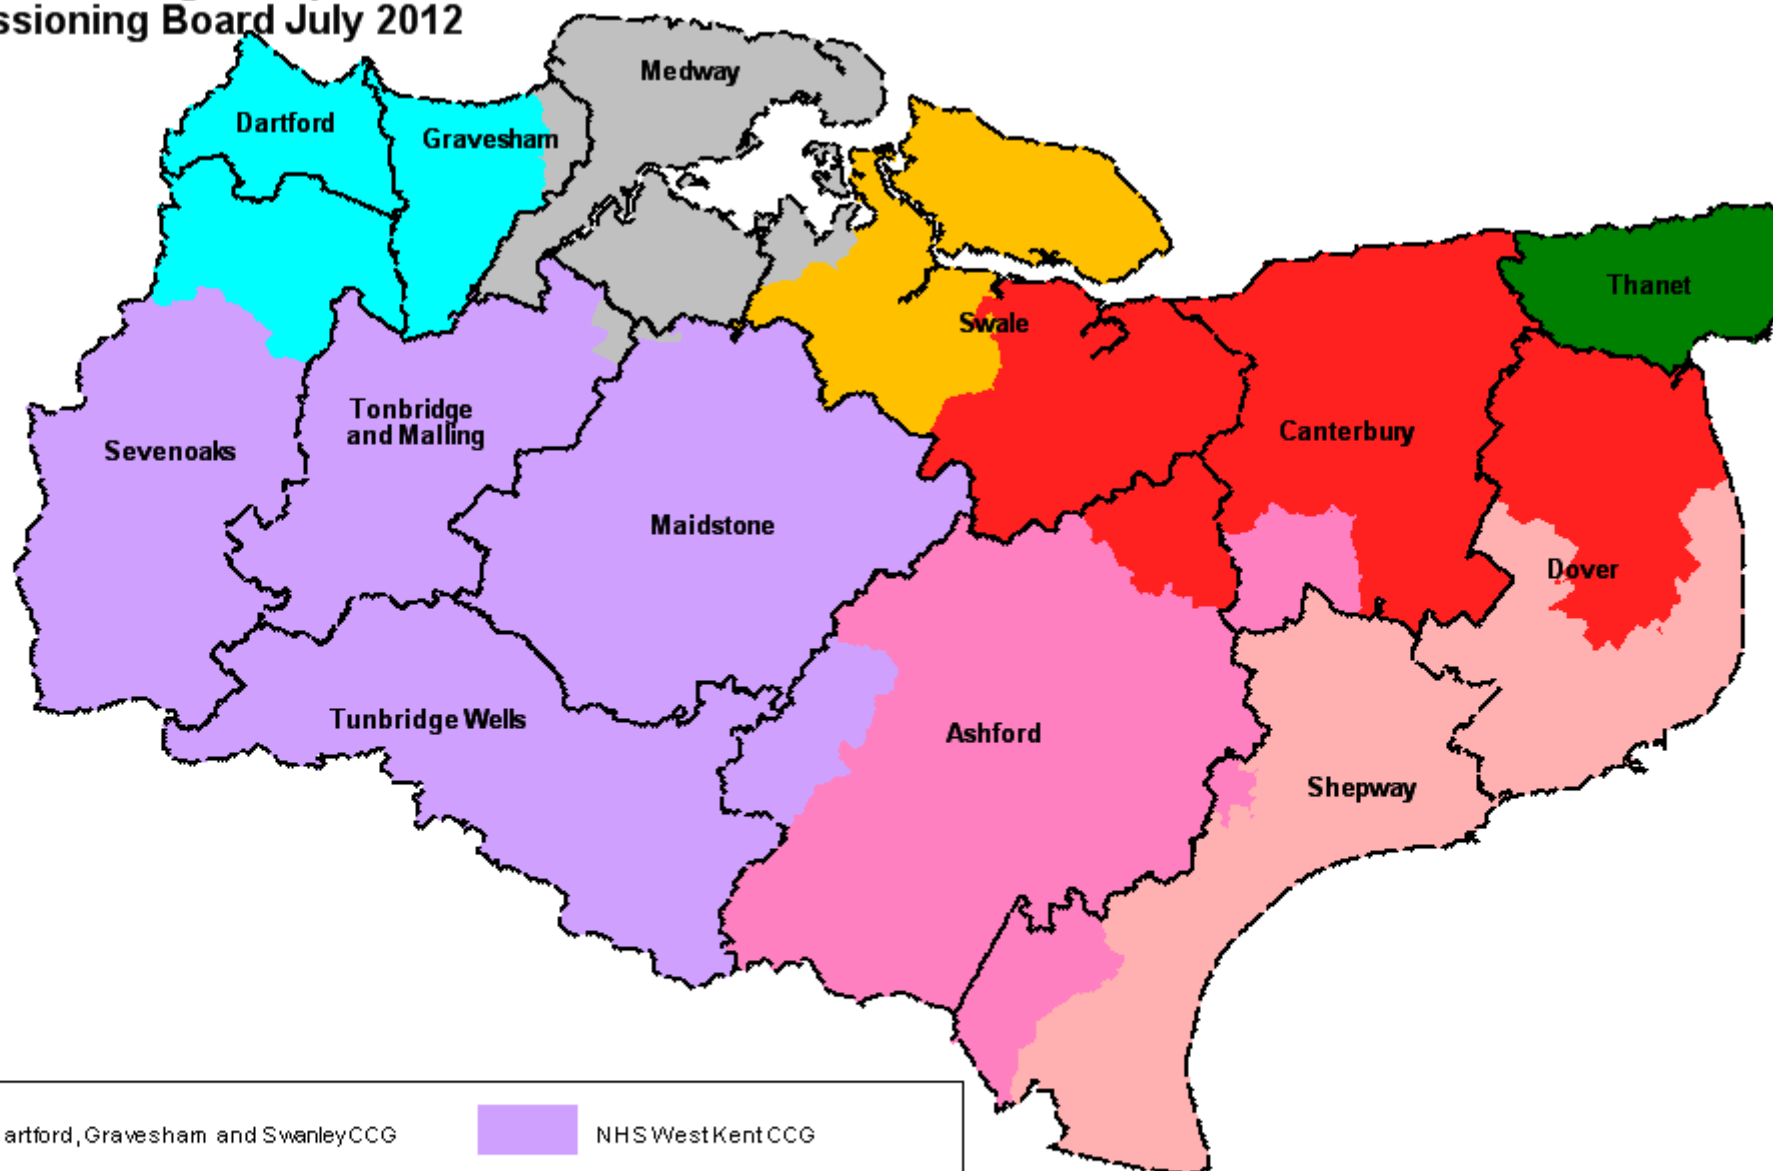 ssioning Board July 2012
Medway
Dartford
Gravesham
Thanet
Swale
Tonbridge
and Malling
Canterbury
Sevenoaks
Maidstone
Dover
Tunbridge Wells
Ashford
Shepway
artford, Gravesham and Swanley CCG
NHS West Kent CCG